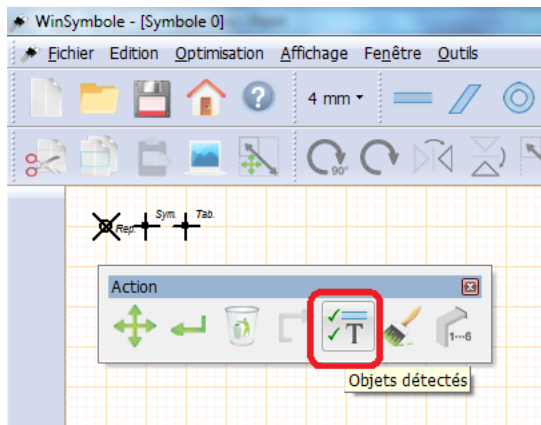 WinSymbole - [Symbole 0]
Fichier Edition Optimisation Affichage Fenêtre Outils
4 mm
90°
Rep. Sym. Tab.
Action
T
1...6
Objets détectés